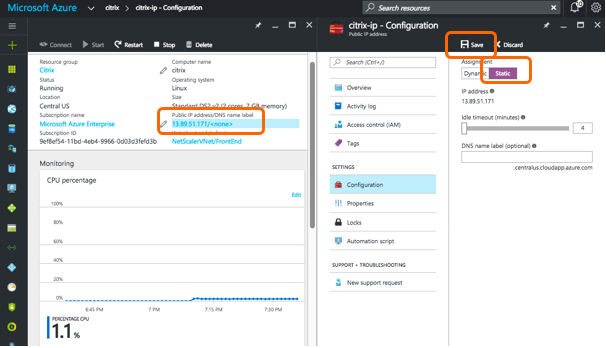 Microsoft Azure citrix > citrix-ip - Configuration
Search resources
10
citrix-ip - Configuration
Public IP address
Connect Start Restart Stop Delete
Save Discard
Resource group
Citrix
Status
Running
Location
Central US
Subscription name
Microsoft Azure Enterprise
Subscription ID
9ef8ef54-11bd-4eb4-9966-0d03d3fefd3b
Computer name
citrix
Operating system
Linux
Size
Standard DS2 (2 cores, 7 GB memory)
Public IP address/DNS name label
13.89.51.171/<none>
NetScalerVNet/FrontEnd
Monitoring
CPU percentage
Edit
100%
80%
60%
40%
20%
0%
6:45 PM 7 PM 7:15 PM 7:30 PM
PERCENTAGE CPU
1.1 %
Search (Ctrl+/)
Overview
Activity log
Access control (IAM)
Tags
SETTINGS
Configuration
Properties
Locks
Automation script
SUPPORT + TROUBLESHOOTING
New support request
Assignment
Dynamic Static
IP address
13.89.51.171
Idle timeout (minutes)
4
DNS name label (optional)
.centralus.cloudapp.azure.com